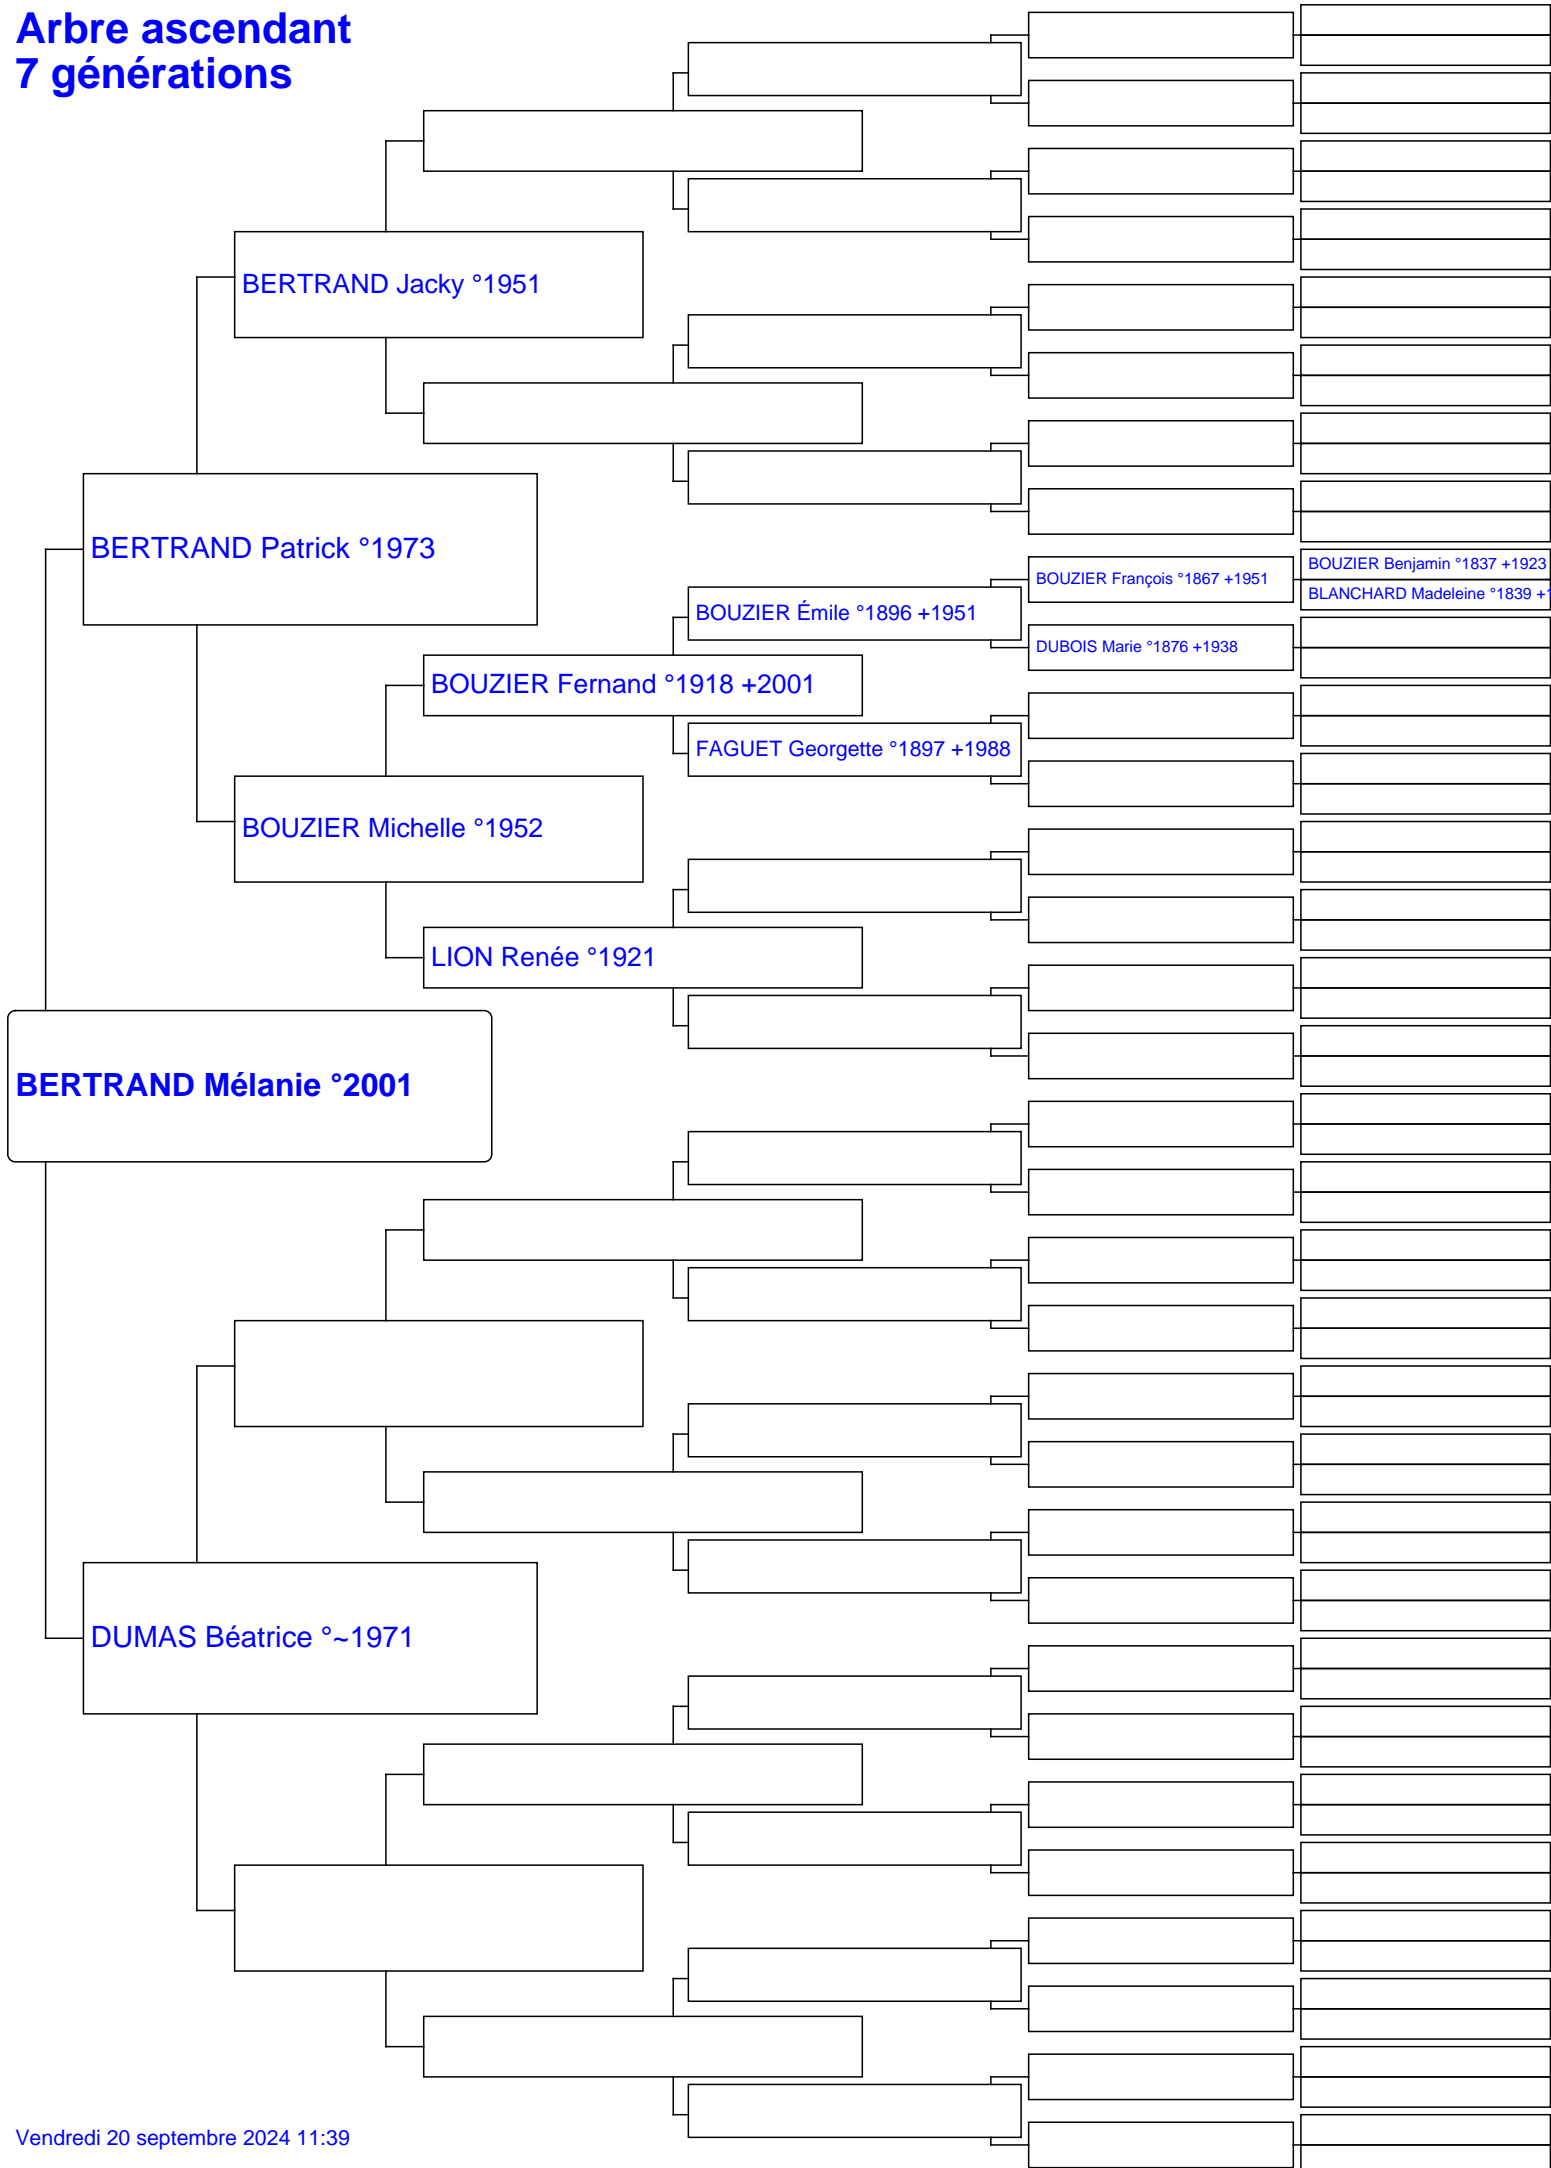 Arbre ascendant
7 générations
BERTRAND Jacky °1951
BERTRAND Patrick °1973
BOUZIER Benjamin °1837 +1923
BOUZIER François °1867 +1951
BLANCHARD Madeleine °1839 +1
BOUZIER Émile °1896 +1951
DUBOIS Marie °1876 +1938
BOUZIER Fernand °1918 +2001
FAGUET Georgette °1897 +1988
BOUZIER Michelle °1952
LION Renée °1921
BERTRAND Mélanie °2001
DUMAS Béatrice °~1971
Vendredi 20 septembre 2024 11:39